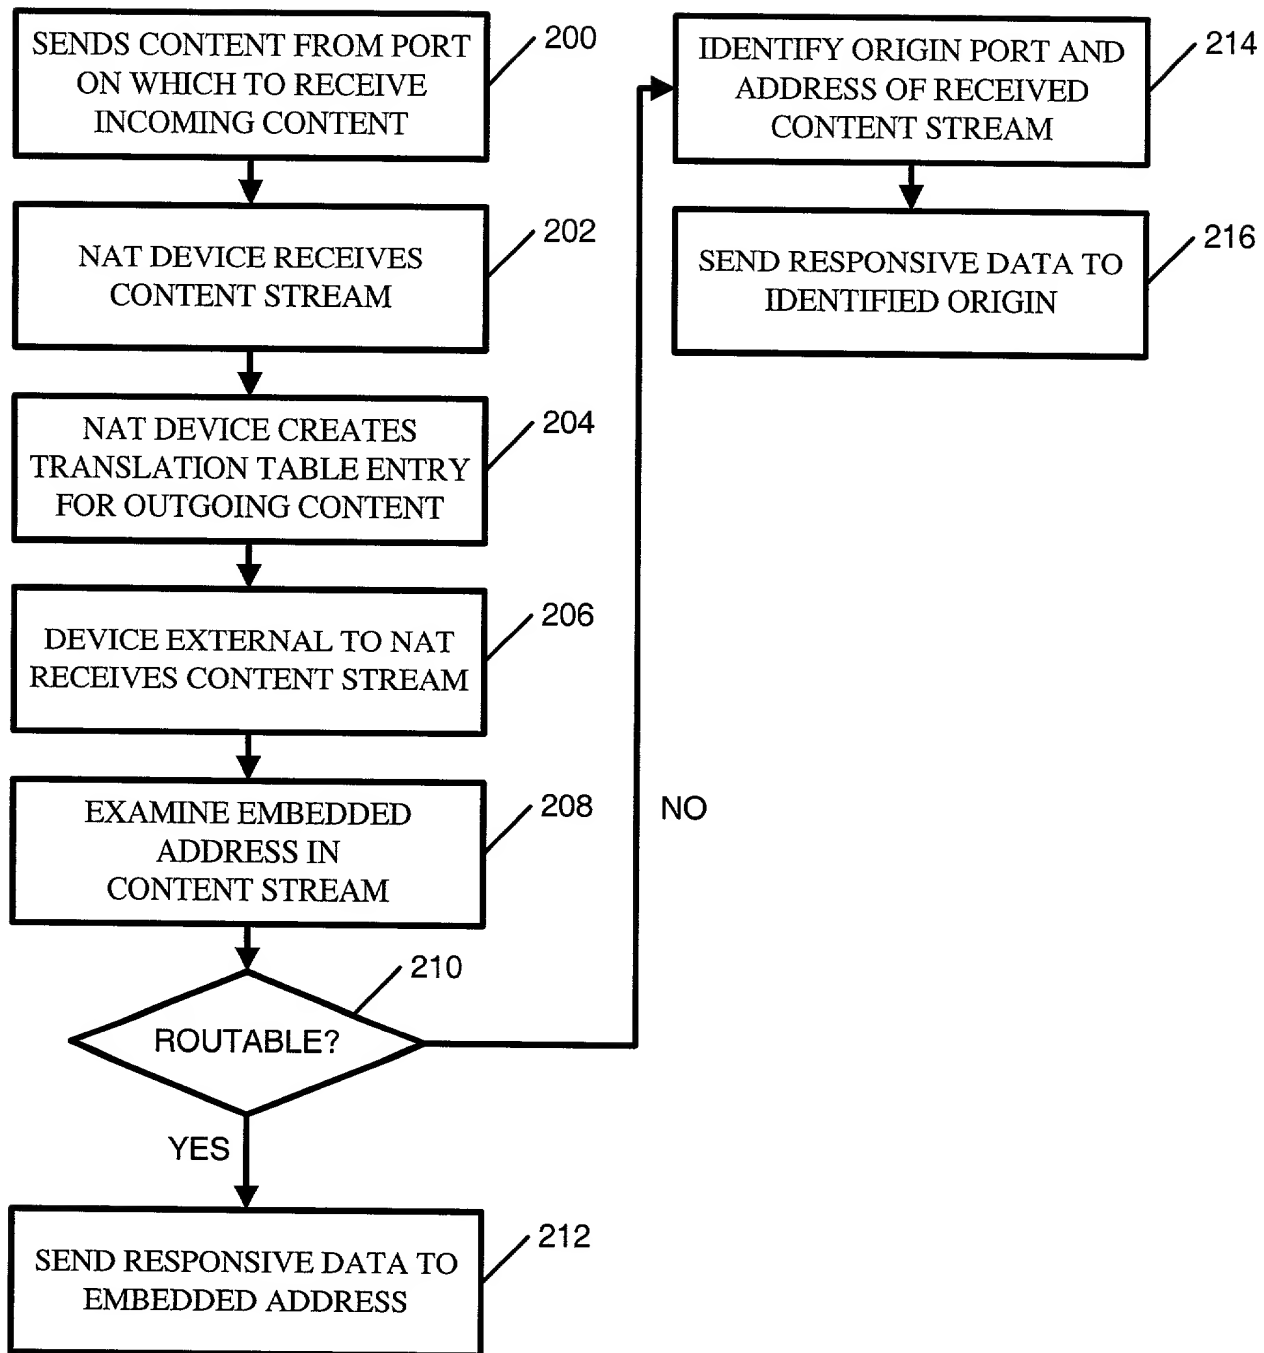 SENDS CONTENT FROM PORT
ON WHICH TO RECEIVE
INCOMING CONTENT
200
NAT DEVICE RECEIVES
CONTENT STREAM
202
NAT DEVICE CREATES
TRANSLATION TABLE ENTRY
FOR OUTGOING CONTENT
204
DEVICE EXTERNAL TO NAT
RECEIVES CONTENT STREAM
206
EXAMINE EMBEDDED
ADDRESS IN
CONTENT STREAM
208
ROUTABLE?
210
YES
NO
SEND RESPONSIVE DATA TO
EMBEDDED ADDRESS
212
IDENTIFY ORIGIN PORT AND
ADDRESS OF RECEIVED
CONTENT STREAM
214
SEND RESPONSIVE DATA TO
IDENTIFIED ORIGIN
216